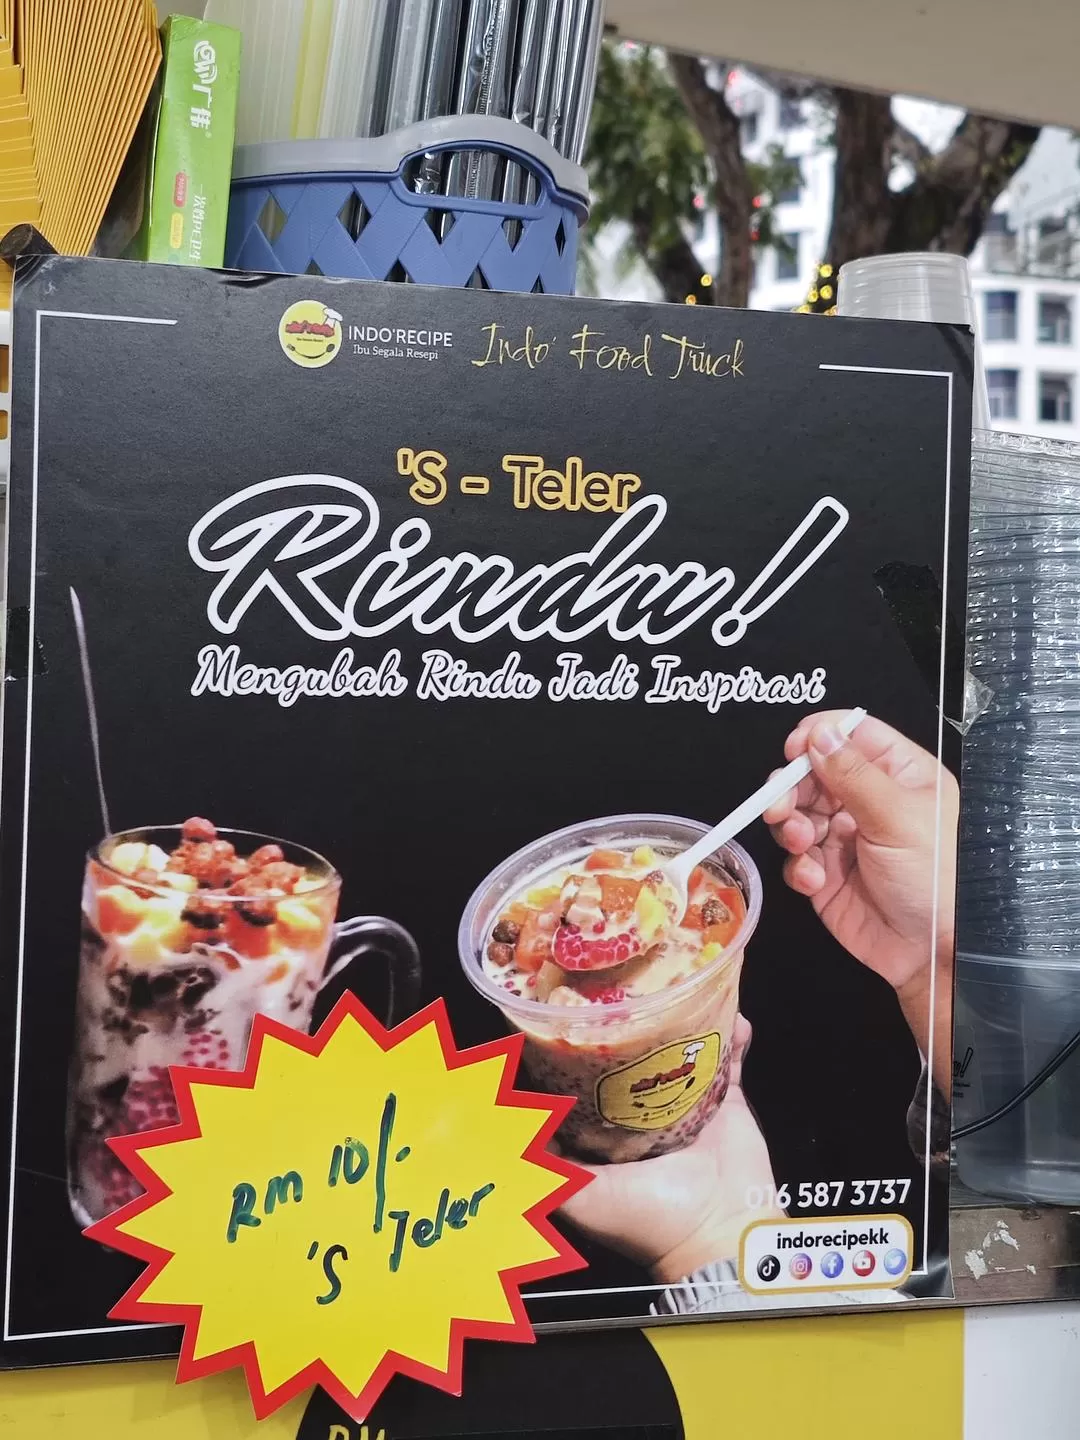 INDO'RECIPE
Ibu Segala Resepi
Indo' Food Truck
'S - Teler
Rindu!
Mengubah Rindu Jadi Inspirasi
RM 10/-
'S Teler
016 587 3737
indorecipekk
RM